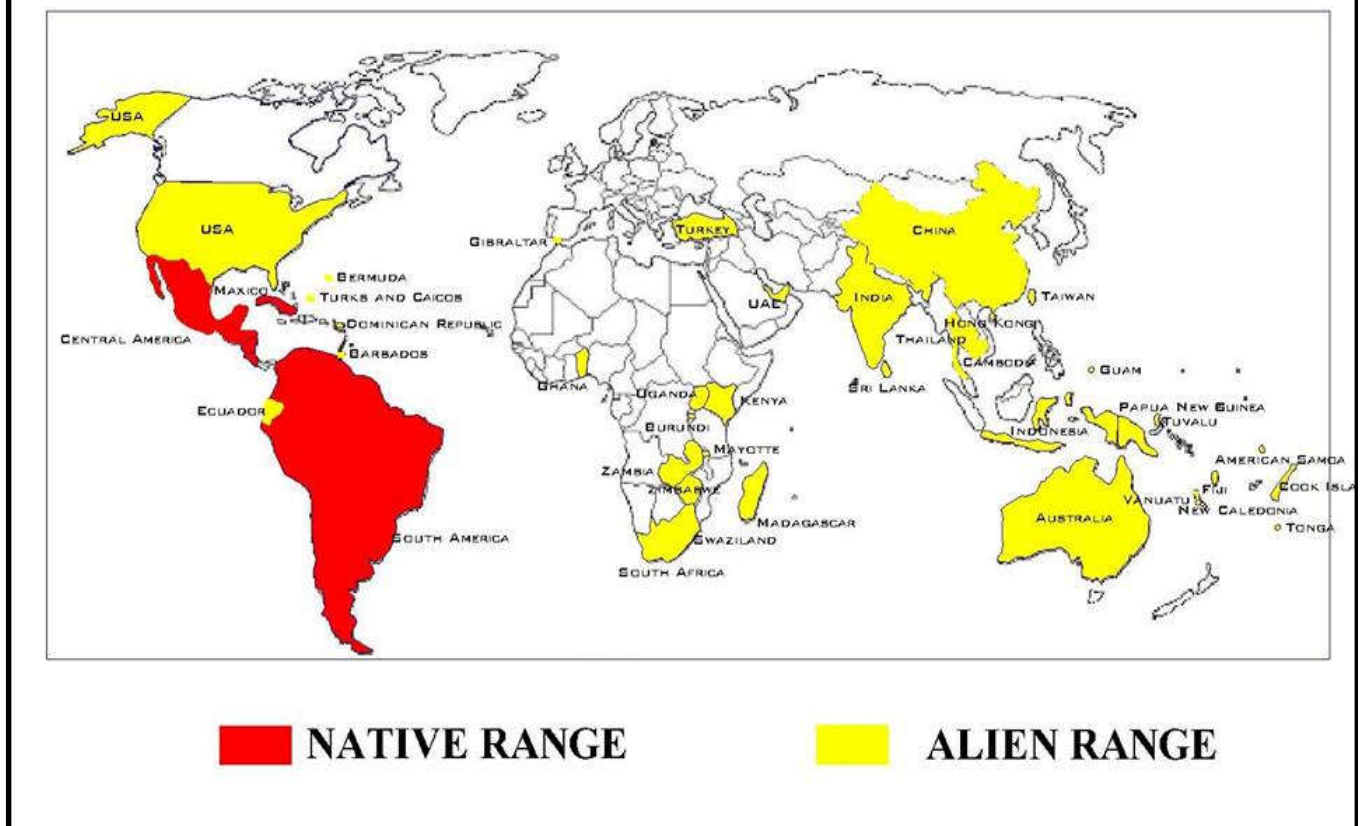 USA
USA
GIBRALTAR
TURKEY
CHINA
BERMUDA
MAXICO
TURKS AND CAICOS
UAE
INDIA
TAIWAN
DOMINICAN REPUBLIC
HONG KONG
CENTRAL AMERICA
THAILAND
BARBADOS
CAMBODIA
GUAM
GHANA
UGANDA
KENYA
SRI LANKA
ECUADOR
PAPUA NEW GUINEA
TUVALU
BURUNDI
INDONESIA
MAYOTTE
AMERICAN SAMOA
ZAMBIA
ZIMBABWE
FIJI
COOK ISLA
VANUATU
NEW CALEDONIA
MADAGASCAR
AUSTRALIA
TONGA
SOUTH AMERICA
SWAZILAND
SOUTH AFRICA
NATIVE RANGE
ALIEN RANGE